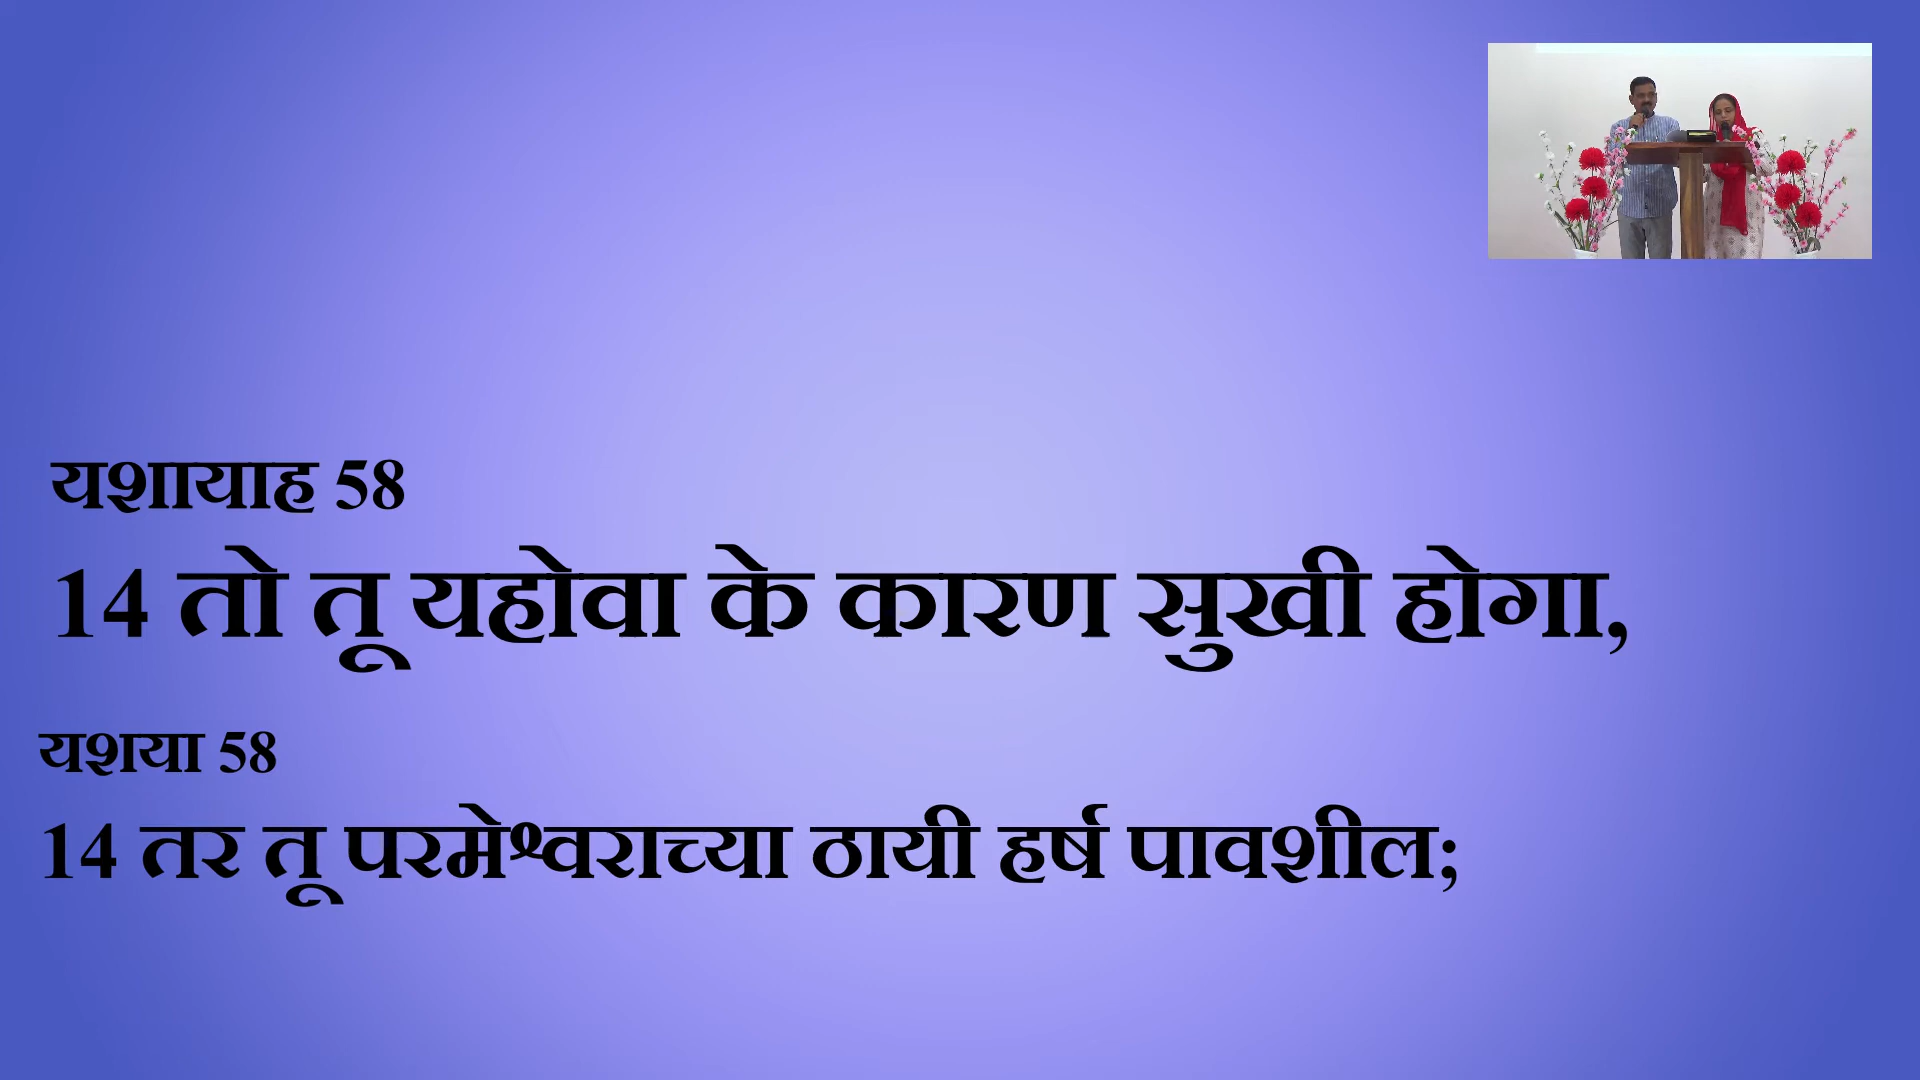 यशायाह 58
14 तो तू यहोवा के कारण सुखी होगा,
यशया 58
14 तर तू परमेश्वराच्या ठायी हर्ष पावशील;